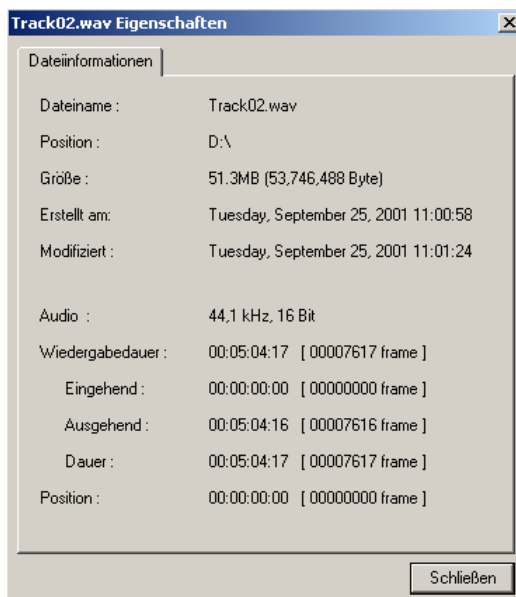 Track02.wav Eigenschaften
Dateiinformationen
Dateiname : Track02.wav
Position : D:\
Größe : 51.3MB (53,746,488 Byte)
Erstellt am: Tuesday, September 25, 2001 11:00:58
Modifiziert : Tuesday, September 25, 2001 11:01:24
Audio : 44,1 kHz, 16 Bit
Wiedergabedauer : 00:05:04:17 [ 00007617 frame ]
Eingehend : 00:00:00:00 [ 00000000 frame ]
Ausgehend : 00:05:04:16 [ 00007616 frame ]
Dauer : 00:05:04:17 [ 00007617 frame ]
Position : 00:00:00:00 [ 00000000 frame ]
Schließen